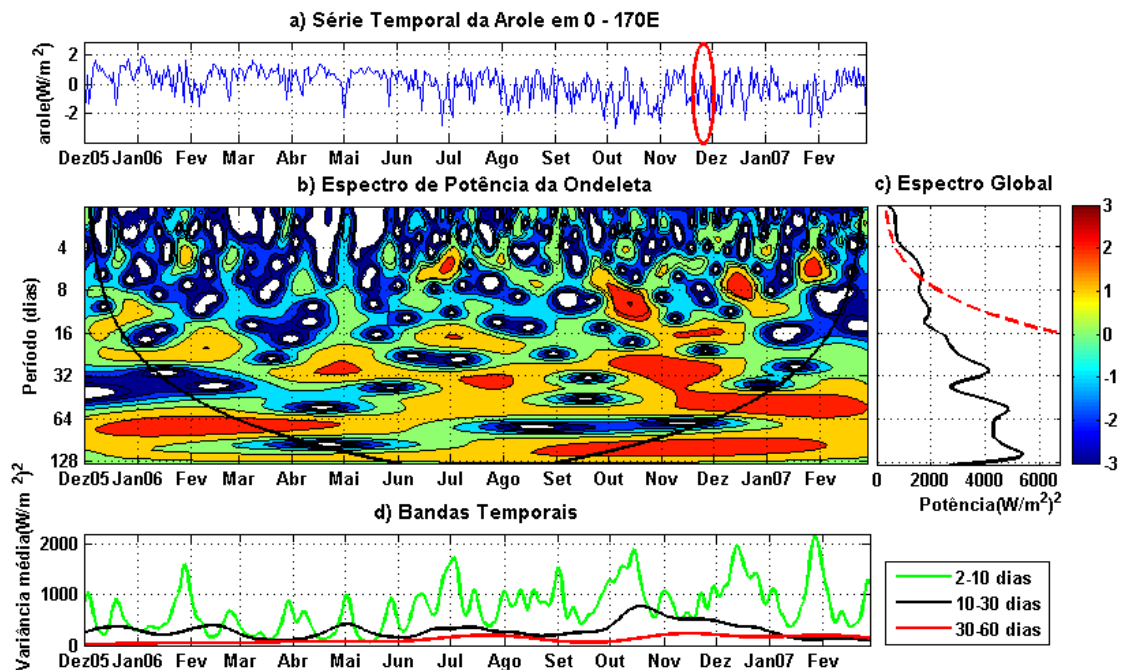 a) Série Temporal da Arole em 0 - 170E
arole(W/m ²)
2
0
-2
Dez05 Jan06 Fev Mar Abr Mai Jun Jul Ago Set Out Nov Dez Jan07 Fev
b) Espectro de Potência da Ondeleta
Período (dias)
4
8
16
32
64
128
Dez05 Jan06 Fev Mar Abr Mai Jun Jul Ago Set Out Nov Dez Jan07 Fev
c) Espectro Global
0 2000 4000 6000
Potência(W/m²)²
3
2
1
0
-1
-2
-3
d) Bandas Temporais
Variância média(W/m ²)²
2000
1000
0
Dez05 Jan06 Fev Mar Abr Mai Jun Jul Ago Set Out Nov Dez Jan07 Fev
2-10 dias
10-30 dias
30-60 dias